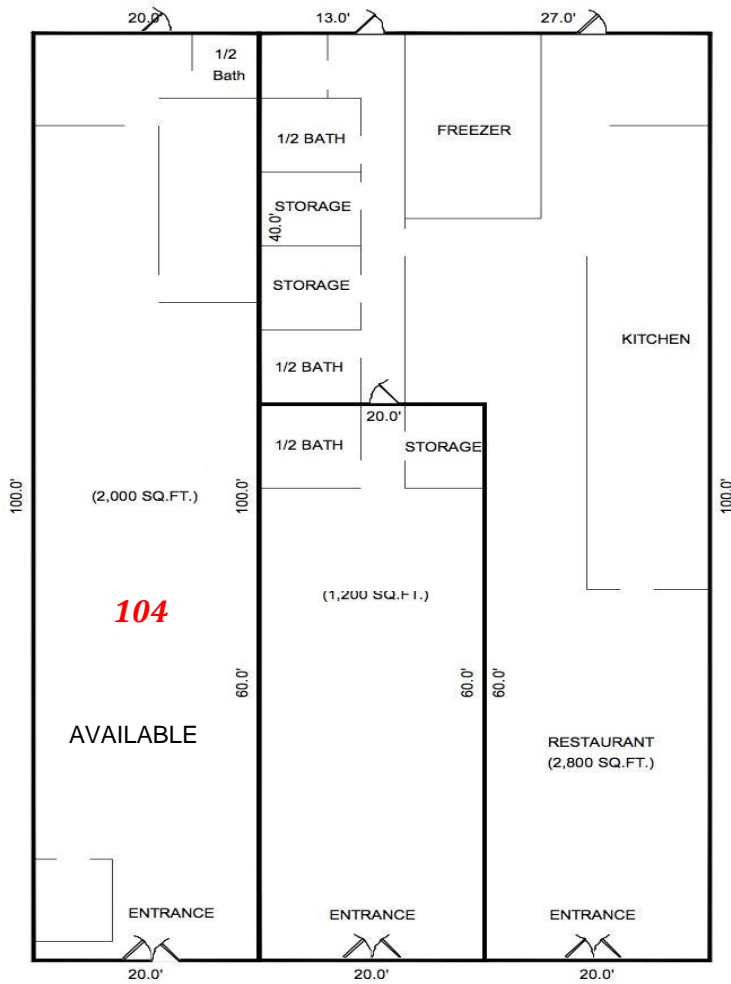 20.0'
13.0'
27.0'
1/2
Bath
FREEZER
1/2 BATH
STORAGE
40.0'
STORAGE
KITCHEN
1/2 BATH
20.0'
1/2 BATH
STORAGE
100.0'
(2,000 SQ.FT.)
100.0'
100.0'
(1,200 SQ.FT.)
104
60.0'
60.0'
60.0'
AVAILABLE
RESTAURANT
(2,800 SQ.FT.)
ENTRANCE
ENTRANCE
ENTRANCE
20.0'
20.0'
20.0'